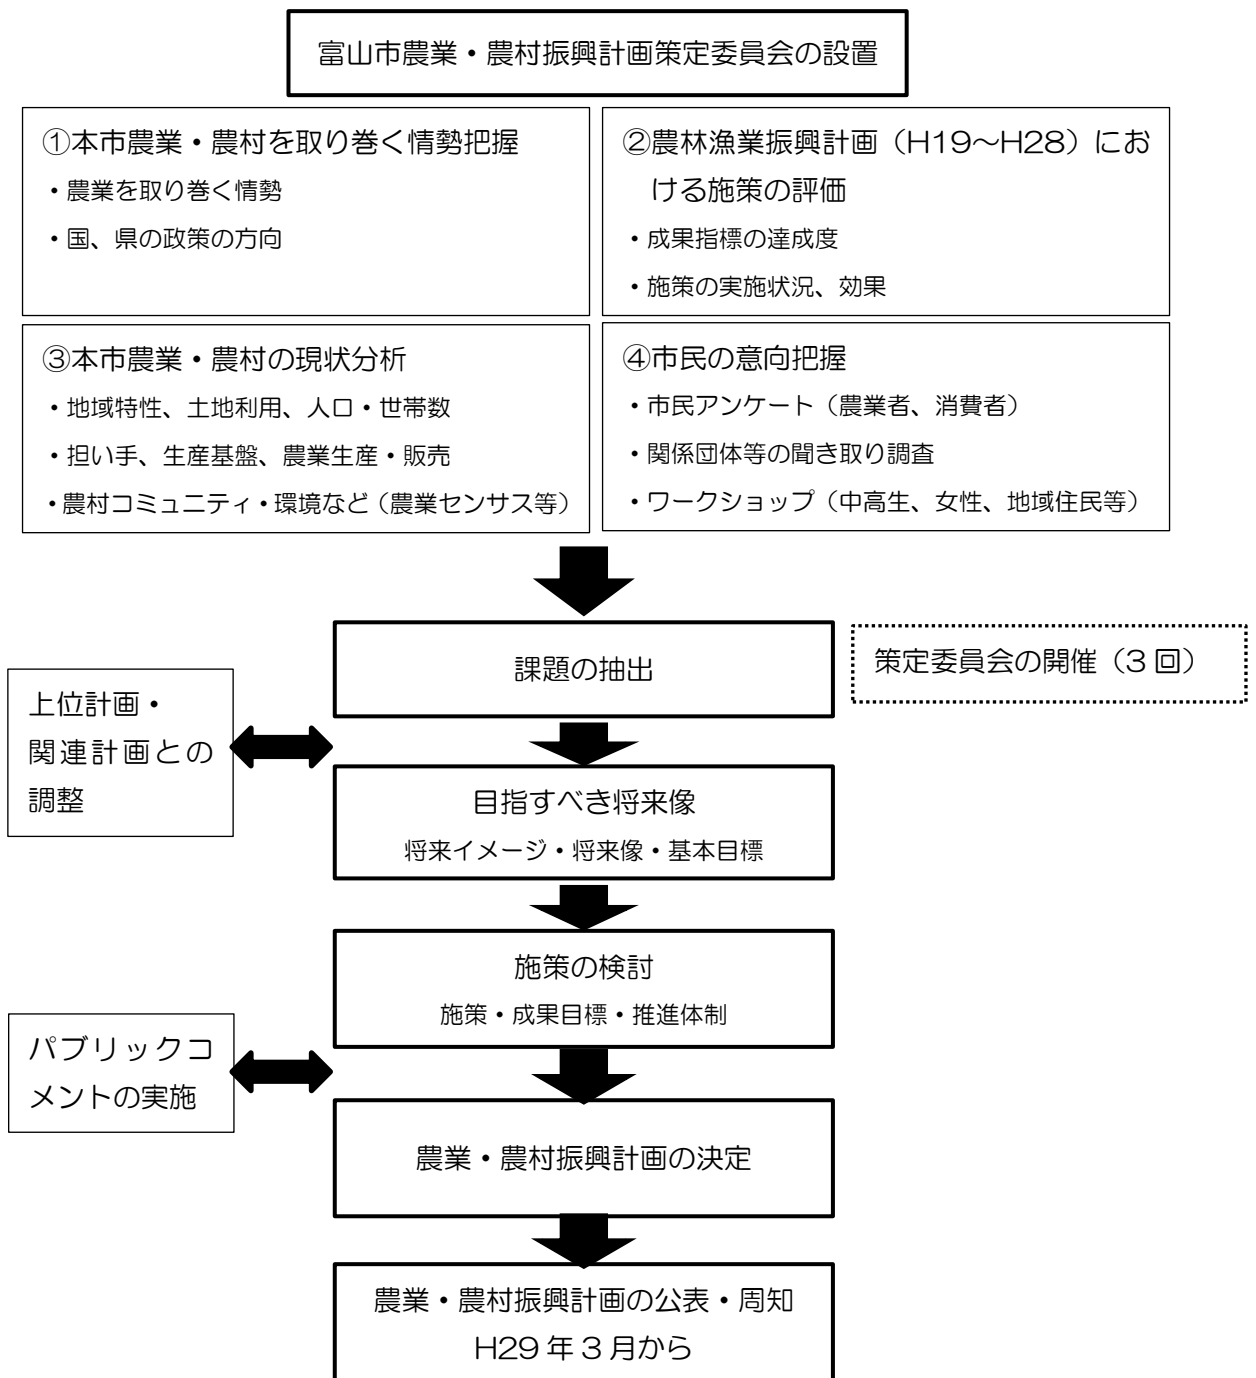 富山市農業・農村振興計画策定委員会の設置
①本市農業・農村を取り巻く情勢把握
・農業を取り巻く情勢
・国、県の政策の方向
②農林漁業振興計画（H19～H28）にお
ける施策の評価
・成果指標の達成度
・施策の実施状況、効果
③本市農業・農村の現状分析
・地域特性、土地利用、人口・世帯数
・担い手、生産基盤、農業生産・販売
・農村コミュニティ・環境など（農業センサス等）
④市民の意向把握
・市民アンケート（農業者、消費者）
・関係団体等の聞き取り調査
・ワークショップ（中高生、女性、地域住民等）
課題の抽出
策定委員会の開催（3回）
上位計画・
関連計画との
調整
目指すべき将来像
将来イメージ・将来像・基本目標
施策の検討
施策・成果目標・推進体制
パブリックコ
メントの実施
農業・農村振興計画の決定
農業・農村振興計画の公表・周知
H29年3月から